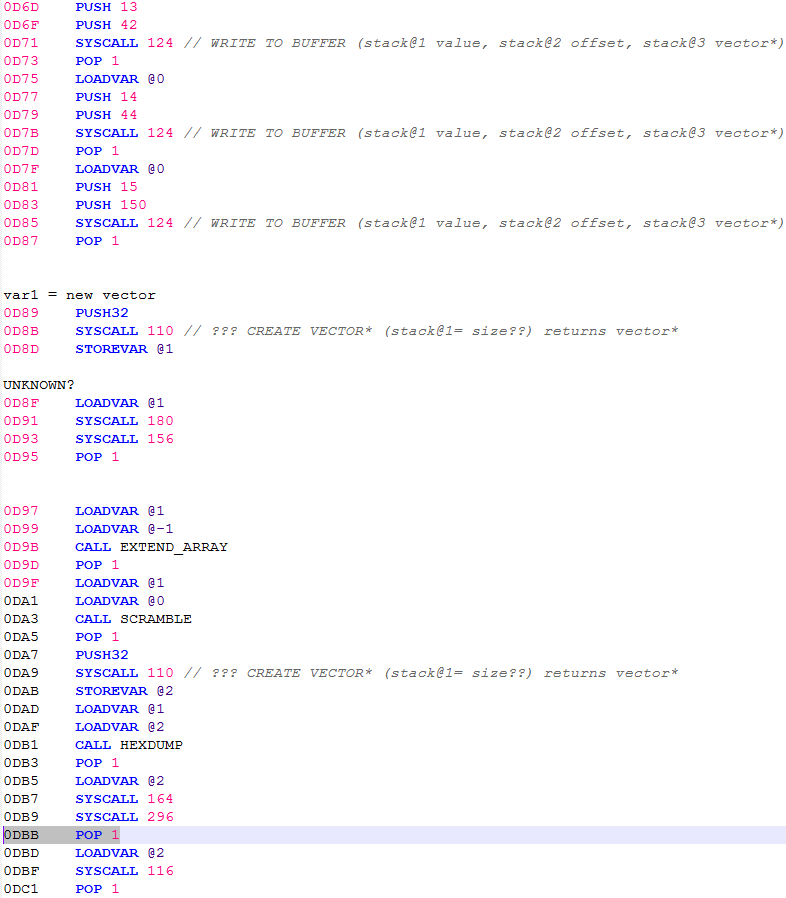 0D6D PUSH 13
0D6F PUSH 42
0D71 SYSCALL 124 // WRITE TO BUFFER (stack@1 value, stack@2 offset, stack@3 vector*)
0D73 POP 1
0D75 LOADVAR @0
0D77 PUSH 14
0D79 PUSH 44
0D7B SYSCALL 124 // WRITE TO BUFFER (stack@1 value, stack@2 offset, stack@3 vector*)
0D7D POP 1
0D7F LOADVAR @0
0D81 PUSH 15
0D83 PUSH 150
0D85 SYSCALL 124 // WRITE TO BUFFER (stack@1 value, stack@2 offset, stack@3 vector*)
0D87 POP 1
var1 = new vector
0D89 PUSH32
0D8B SYSCALL 110 // ??? CREATE VECTOR* (stack@1= size??) returns vector*
0D8D STOREVAR @1
UNKNOWN?
0D8F LOADVAR @1
0D91 SYSCALL 180
0D93 SYSCALL 156
0D95 POP 1
0D97 LOADVAR @1
0D99 LOADVAR @-1
0D9B CALL EXTEND_ARRAY
0D9D POP 1
0D9F LOADVAR @1
0DA1 LOADVAR @0
0DA3 CALL SCRAMBLE
0DA5 POP 1
0DA7 PUSH32
0DA9 SYSCALL 110 // ??? CREATE VECTOR* (stack@1= size??) returns vector*
0DAB STOREVAR @2
0DAD LOADVAR @1
0DAF LOADVAR @2
0DB1 CALL HEXDUMP
0DB3 POP 1
0DB5 LOADVAR @2
0DB7 SYSCALL 164
0DB9 SYSCALL 296
0DBB POP 1
0DBD LOADVAR @2
0DBF SYSCALL 116
0DC1 POP 1